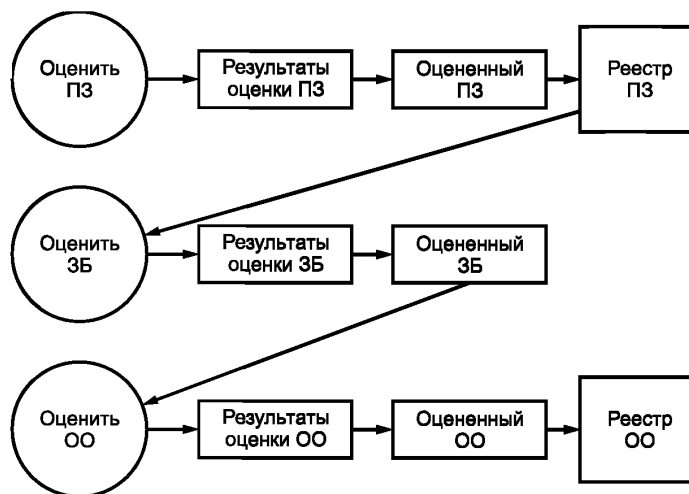 Оценить
ПЗ
Результаты
оценки ПЗ
Оцененный
ПЗ
Реестр
ПЗ
Оценить
ЗБ
Результаты
оценки ЗБ
Оцененный
ЗБ
Оценить
ОО
Результаты
оценки ОО
Оцененный
ОО
Реестр
ОО